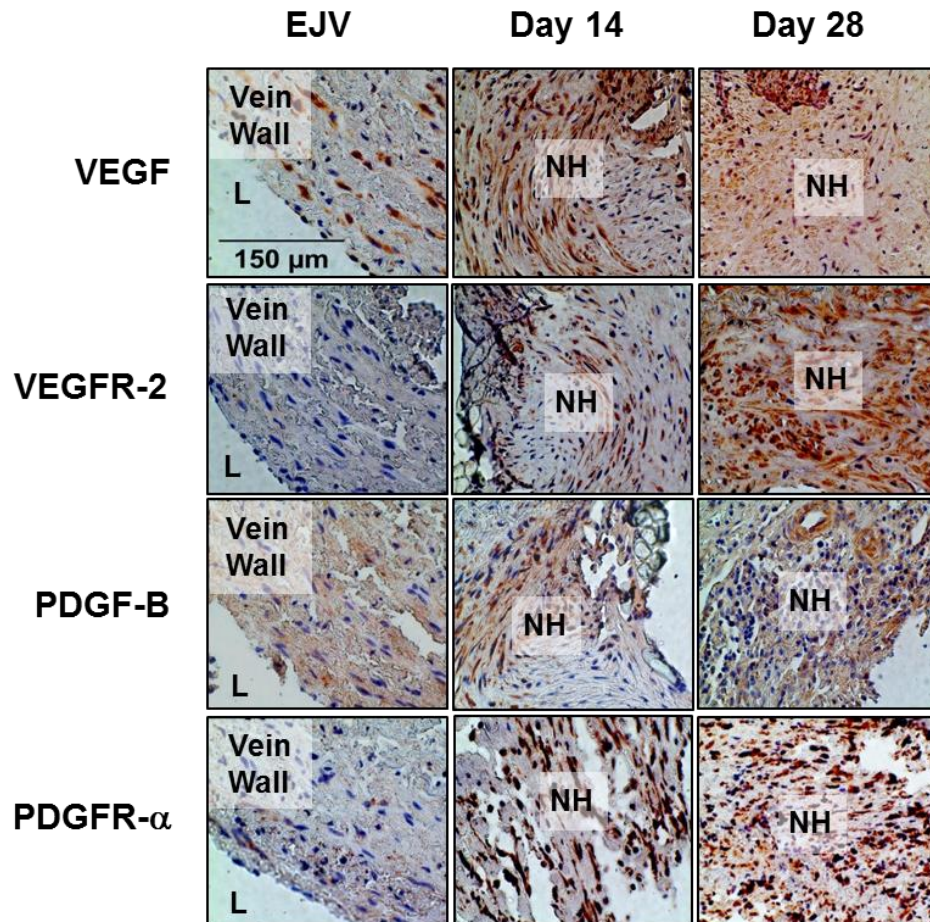 EJV Day 14 Day 28
VEGF
Vein
Wall
L
150 µm
NH
NH
VEGFR-2
Vein
Wall
L
NH
NH
PDGF-B
Vein
Wall
L
NH
NH
PDGFR-α
Vein
Wall
L
NH
NH